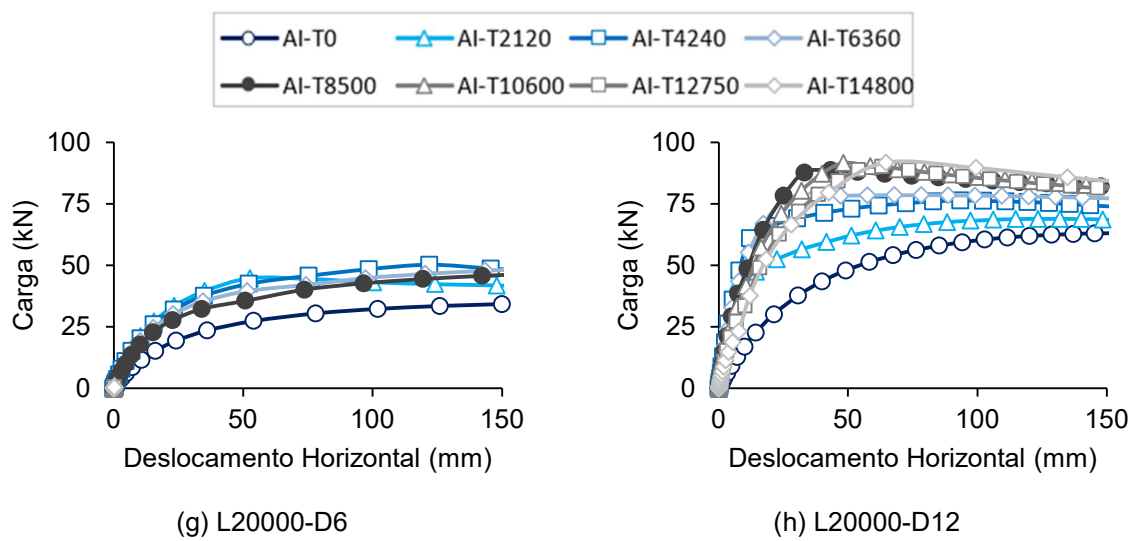 AI-T0 AI-T2120 AI-T4240 AI-T6360
AI-T8500 AI-T10600 AI-T12750 AI-T14800
100
75
50
25
0
Carga (kN)
0 50 100 150
Deslocamento Horizontal (mm)
(g) L20000-D6
100
75
50
25
0
Carga (kN)
0 50 100 150
Deslocamento Horizontal (mm)
(h) L20000-D12